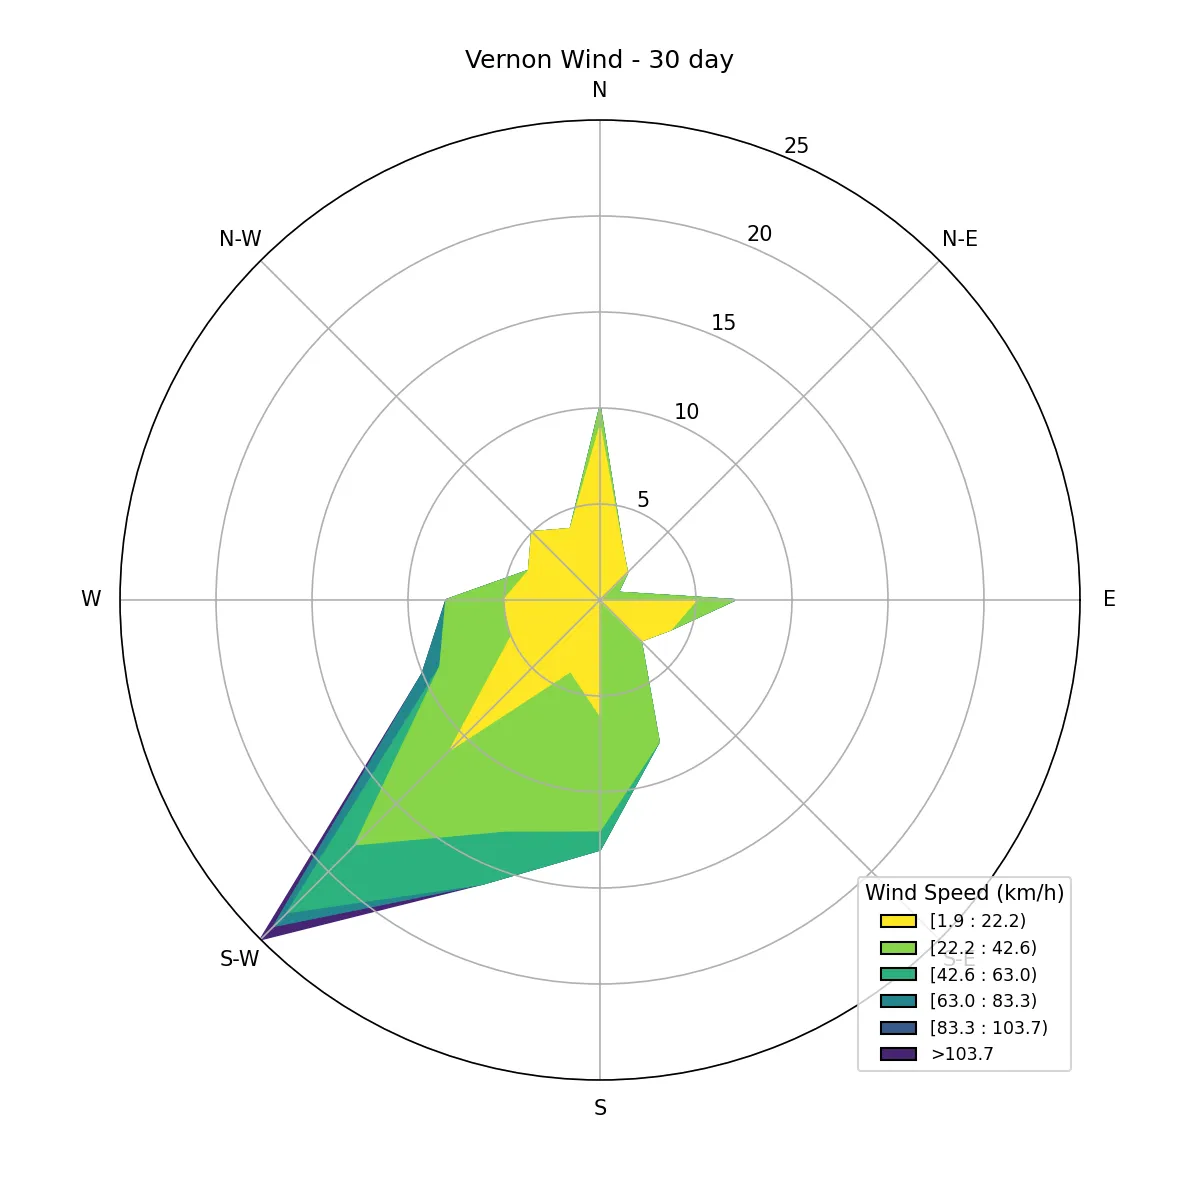 Vernon Wind - 30 day
N
25
N-W
20
N-E
15
10
5
W
E
Wind Speed (km/h)
[1.9 : 22.2)
[22.2 : 42.6)
S-W
S-E
[42.6 : 63.0)
[63.0 : 83.3)
[83.3 : 103.7)
>103.7
S